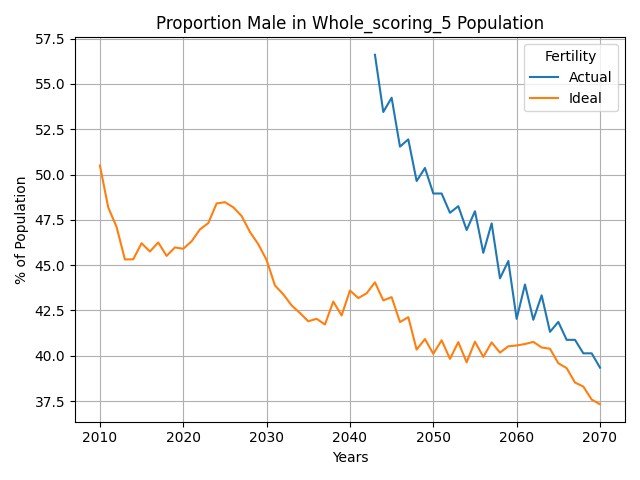 Proportion Male in Whole_scoring_5 Population
57.5
55.0
52.5
50.0
47.5
45.0
42.5
40.0
37.5
% of Population
Fertility
Actual
Ideal
2010 2020 2030 2040 2050 2060 2070
Years